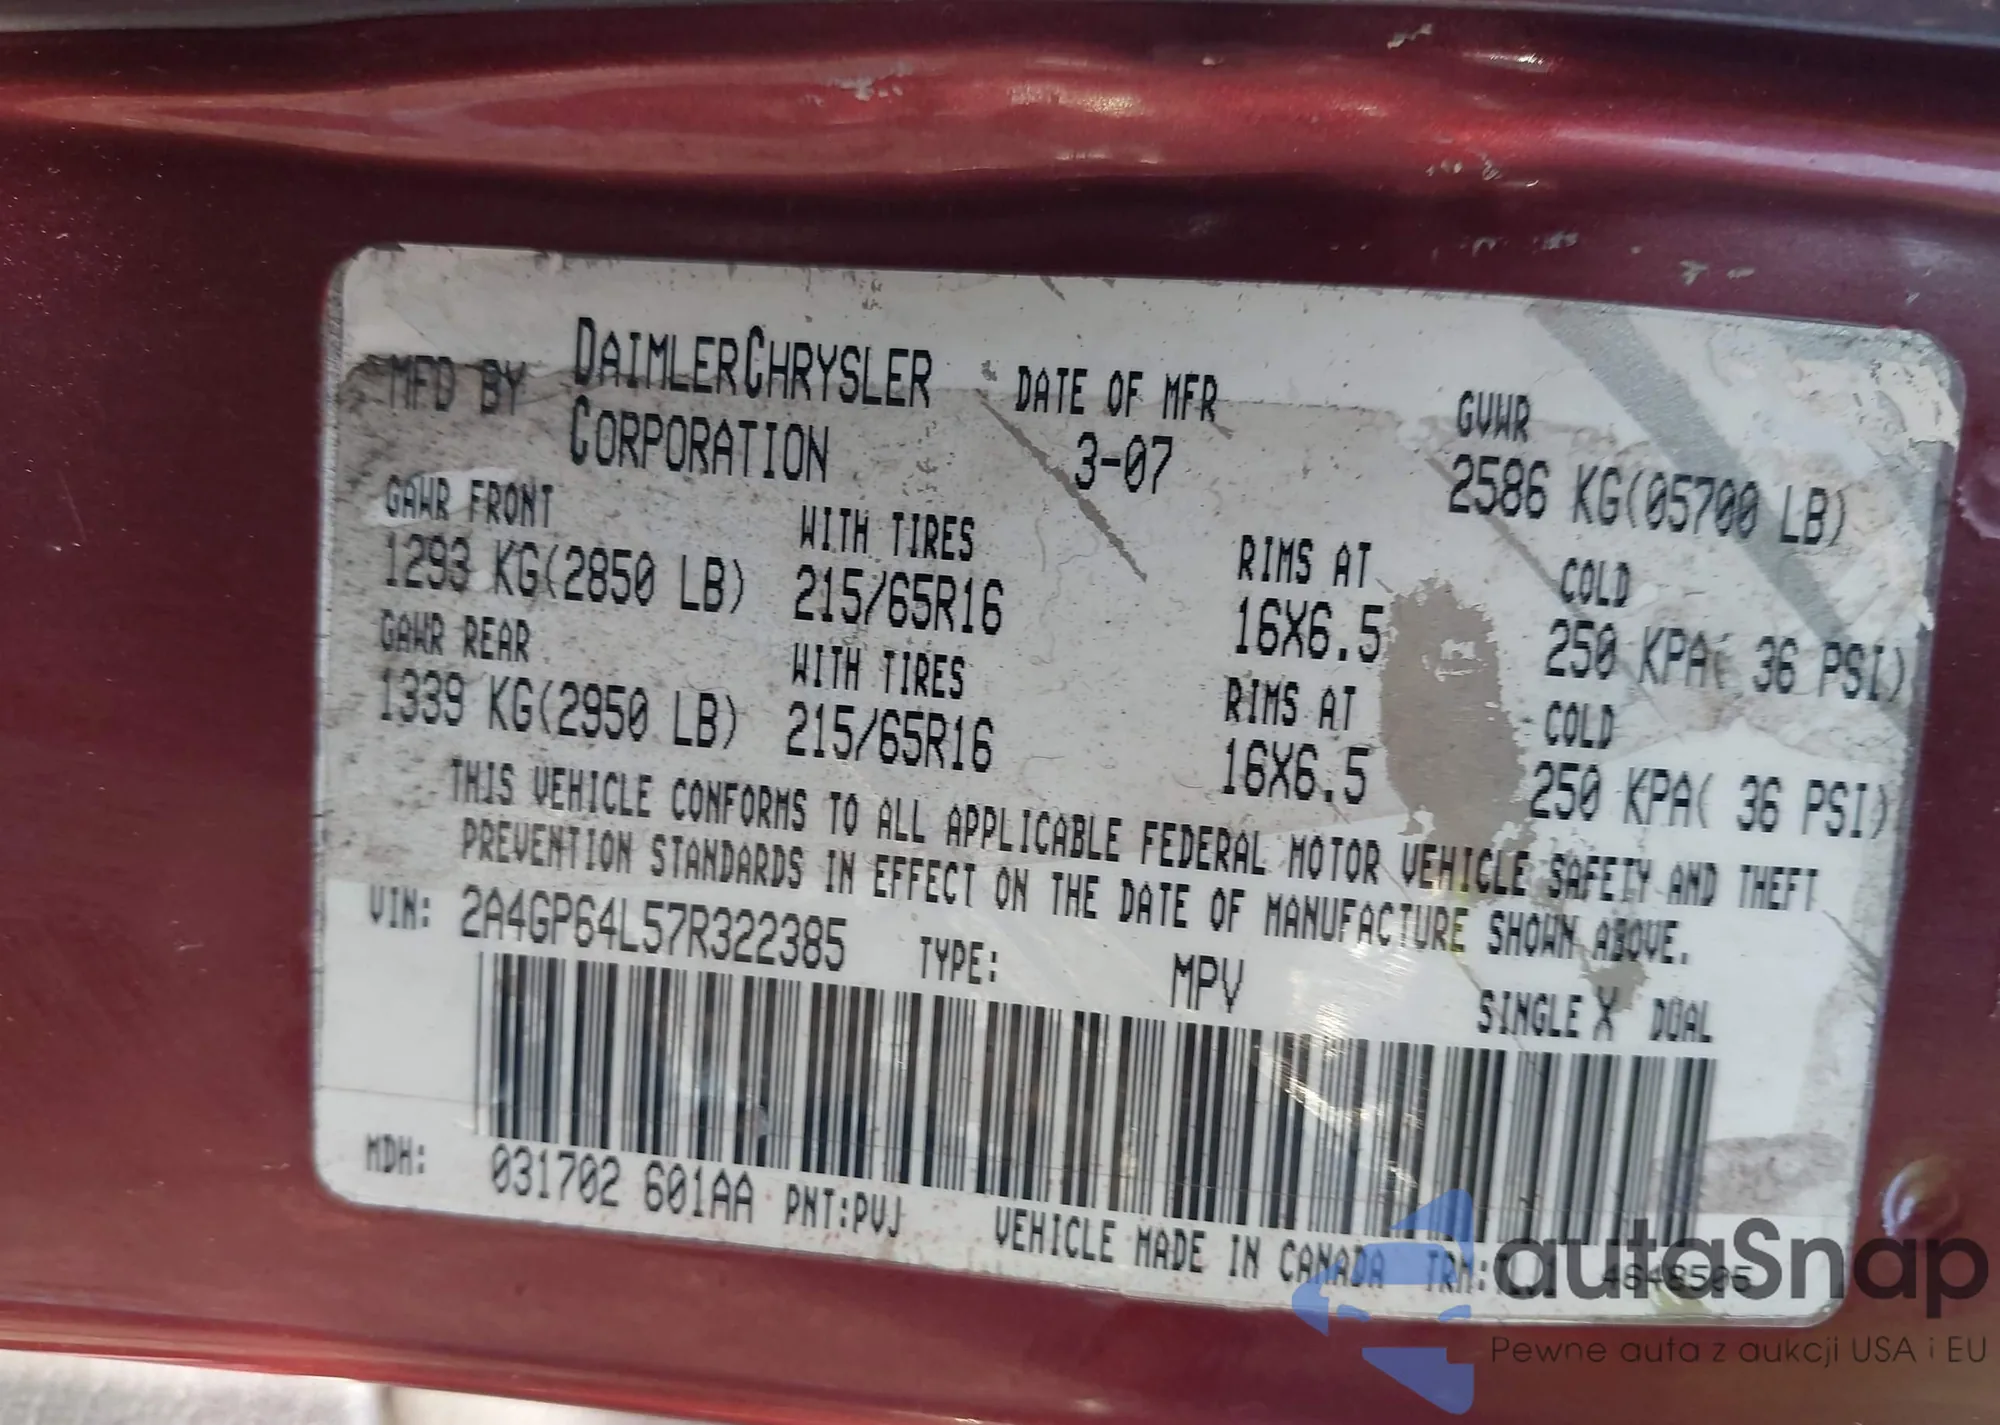 MFD BY DAIMLERCHRYSLER CORPORATION DATE OF MFR 3-07 GVWR 2586 KG(05700 LB)
GAWR FRONT WITH TIRES RIMS AT COLD
1293 KG(2850 LB) 215/65R16 16X6.5 250 KPA( 36 PSI)
GAWR REAR WITH TIRES RIMS AT COLD
1339 KG(2950 LB) 215/65R16 16X6.5 250 KPA( 36 PSI)
THIS VEHICLE CONFORMS TO ALL APPLICABLE FEDERAL MOTOR VEHICLE SAFETY AND THEFT
PREVENTION STANDARDS IN EFFECT ON THE DATE OF MANUFACTURE SHOWN ABOVE.
VIN: 2A4GP64L57R322385 TYPE: MPV SINGLE X DUAL
MDH: 031702 601AA PNT:PVJ VEHICLE MADE IN CANADA
autaSnap
Pewne auta z aukcji USA i EU